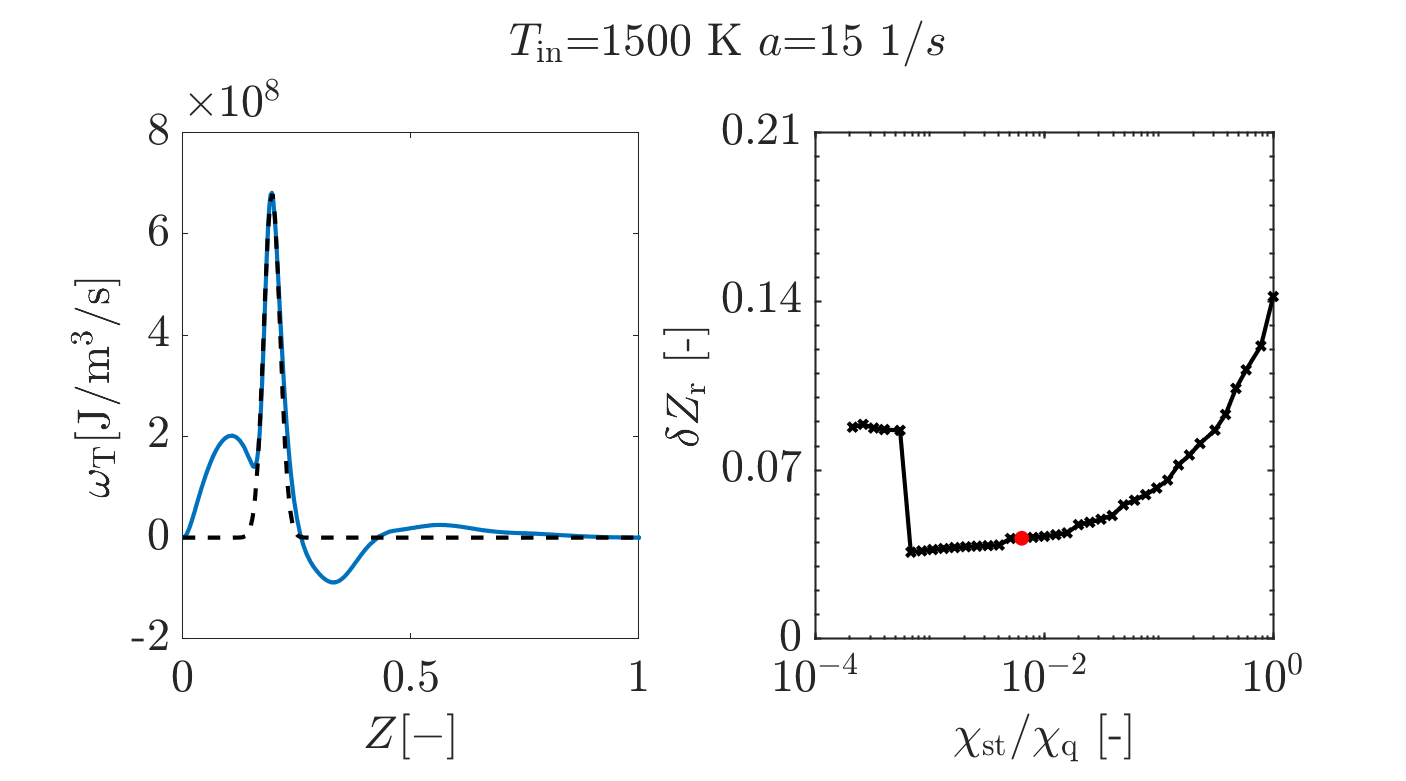 T_in=1500 K a=15 1/s
×10^8
8
6
4
2
0
-2
0 0.5 1
Z[−]
ω_T[J/m^3/s]
0.21
0.14
0.07
0
10^−4 10^−2 10^0
χ_st/χ_q [-]
δZ_r [-]